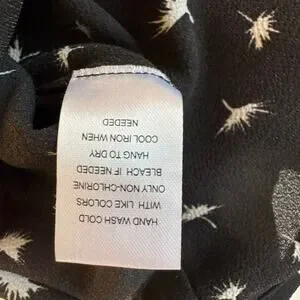 HAND WASH COLD
WITH LIKE COLORS
ONLY NON-CHLORINE
BLEACH IF NEEDED
HANG TO DRY
COOL IRON WHEN
NEEDED